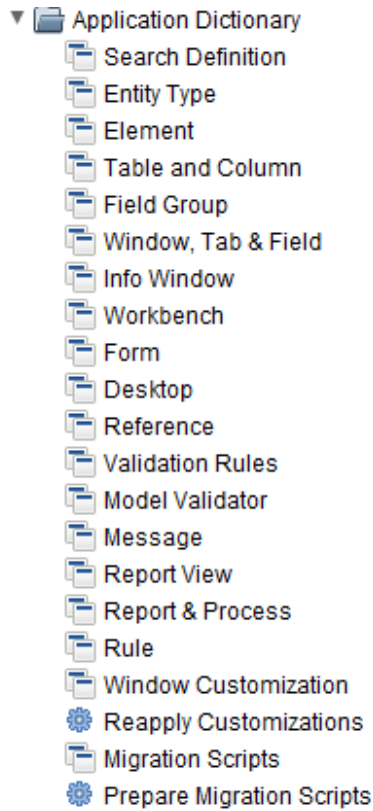 Application Dictionary
Search Definition
Entity Type
Element
Table and Column
Field Group
Window, Tab & Field
Info Window
Workbench
Form
Desktop
Reference
Validation Rules
Model Validator
Message
Report View
Report & Process
Rule
Window Customization
Reapply Customizations
Migration Scripts
Prepare Migration Scripts